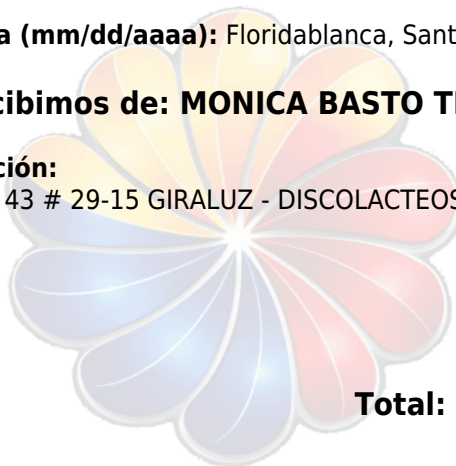 a (mm/dd/aaaa): Floridablanca, Sant
cibimos de: MONICA BASTO T
ción:
43 # 29-15 GIRALUZ - DISCOLACTEOS
Total: